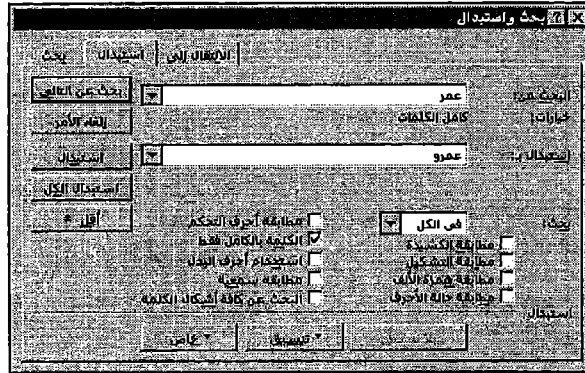 بحث واستبدال
بحث استبدال الانتقال إلى
البحث عن: عمر بحث عن التالي
خيارات: كامل الكلمات إلغاء الأمر
استبدال بـ: عمرو استبدال
استبدال الكل
بحث: فى الكل مطابقة أحرف التحكم أقل
مطابقة الكشيدة الكلمة بالكامل فقط
مطابقة التشكيل استخدام أحرف البدل
مطابقة همزة الألف مطابقة سمعية
مطابقة حالة الأحرف البحث عن كافة أشكال الكلمة
استبدال
تنسيق خاص